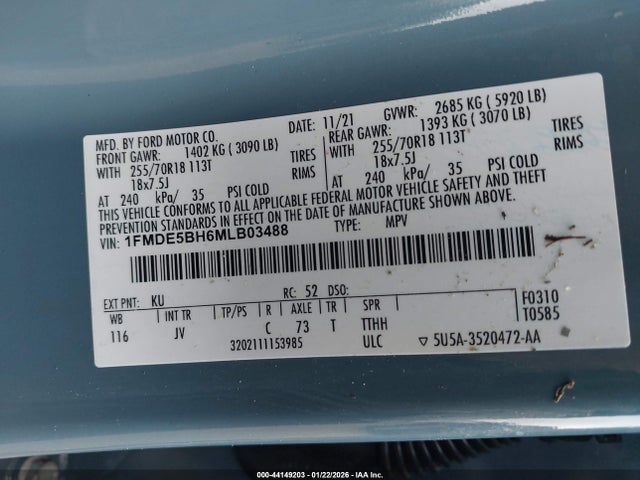 MFD. BY FORD MOTOR CO.
DATE: 11/21 GVWR: 2685 KG ( 5920 LB)
FRONT GAWR: 1402 KG ( 3090 LB) REAR GAWR: 1393 KG ( 3070 LB)
WITH 255/70R18 113T TIRES WITH 255/70R18 113T TIRES
18x7.5J RIMS 18x7.5J RIMS
AT 240 kPa/ 35 PSI COLD AT 240 kPa/ 35 PSI COLD
THIS VEHICLE CONFORMS TO ALL APPLICABLE FEDERAL MOTOR VEHICLE SAFETY AND THEFT
PREVENTION STANDARDS IN EFFECT ON THE DATE OF MANUFACTURE SHOWN ABOVE.
VIN: 1FMDE5BH6MLB03488 TYPE: MPV
EXT PNT: KU RC: 52 DSO: F0310
WB INT TR TP/PS R AXLE TR SPR T0585
116 JV C 73 T TTHH
3202111153985 ULC ▽ 5U5A-3520472-AA
000-44149203 - 01/22/2026 - IAA Inc.